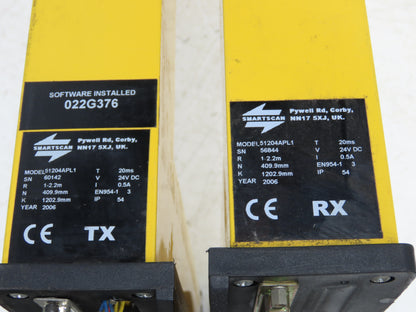 SOFTWARE INSTALLED
022G376
SMARTSCAN
Pywell Rd, Corby,
NN17 5XJ, UK.
MODEL 51204APL1 T 20ms
SN 60142 V 24V DC
R 1-2.2m I 0.5A
N 409.9mm EN954-1 3
K 1202.9mm IP 54
YEAR 2006
CE TX
SMARTSCAN
Pywell Rd, Corby,
NN17 5XJ, UK.
MODEL 51204APL1 T 20ms
SN 56844 V 24V DC
R 1-2.2m I 0.5A
N 409.9mm EN954-1 3
K 1202.9mm IP 54
YEAR 2006
CE RX